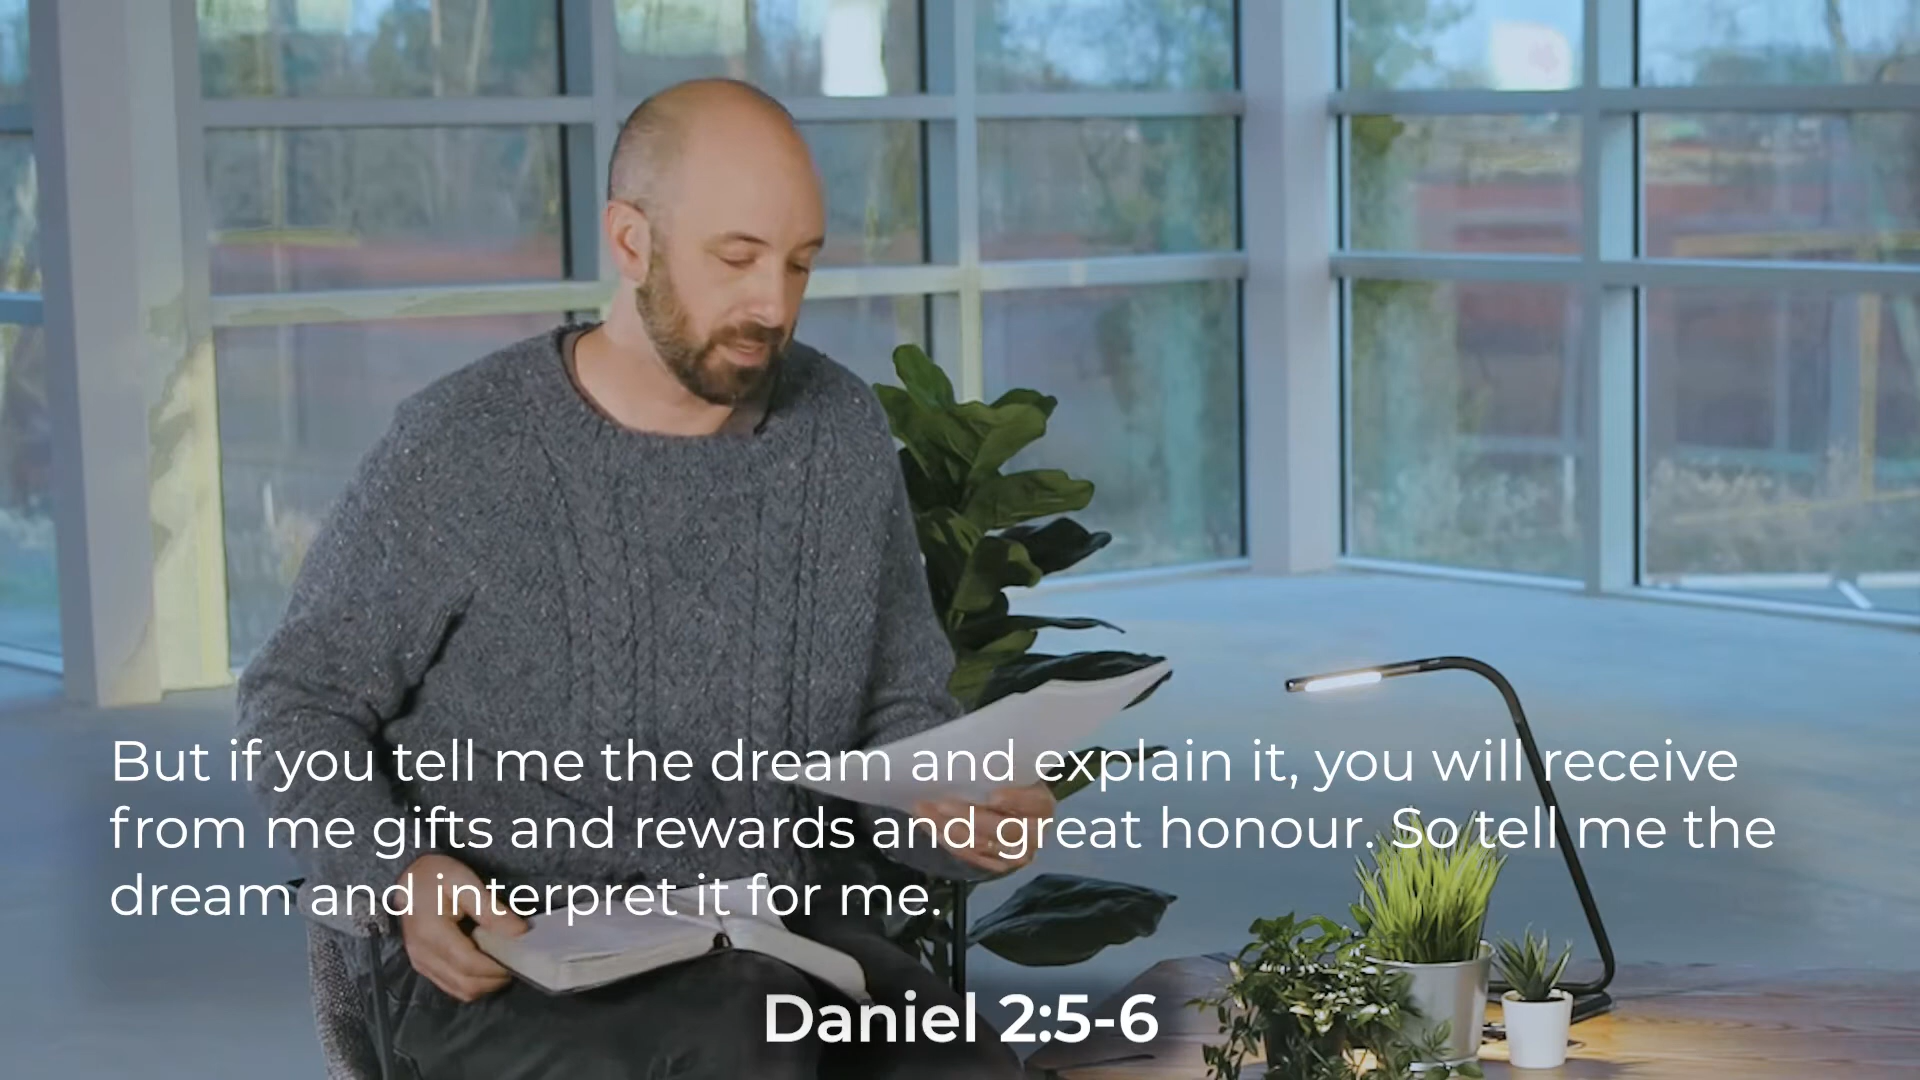 But if you tell me the dream and explain it, you will receive
from me gifts and rewards and great honour. So tell me the
dream and interpret it for me.
Daniel 2:5-6